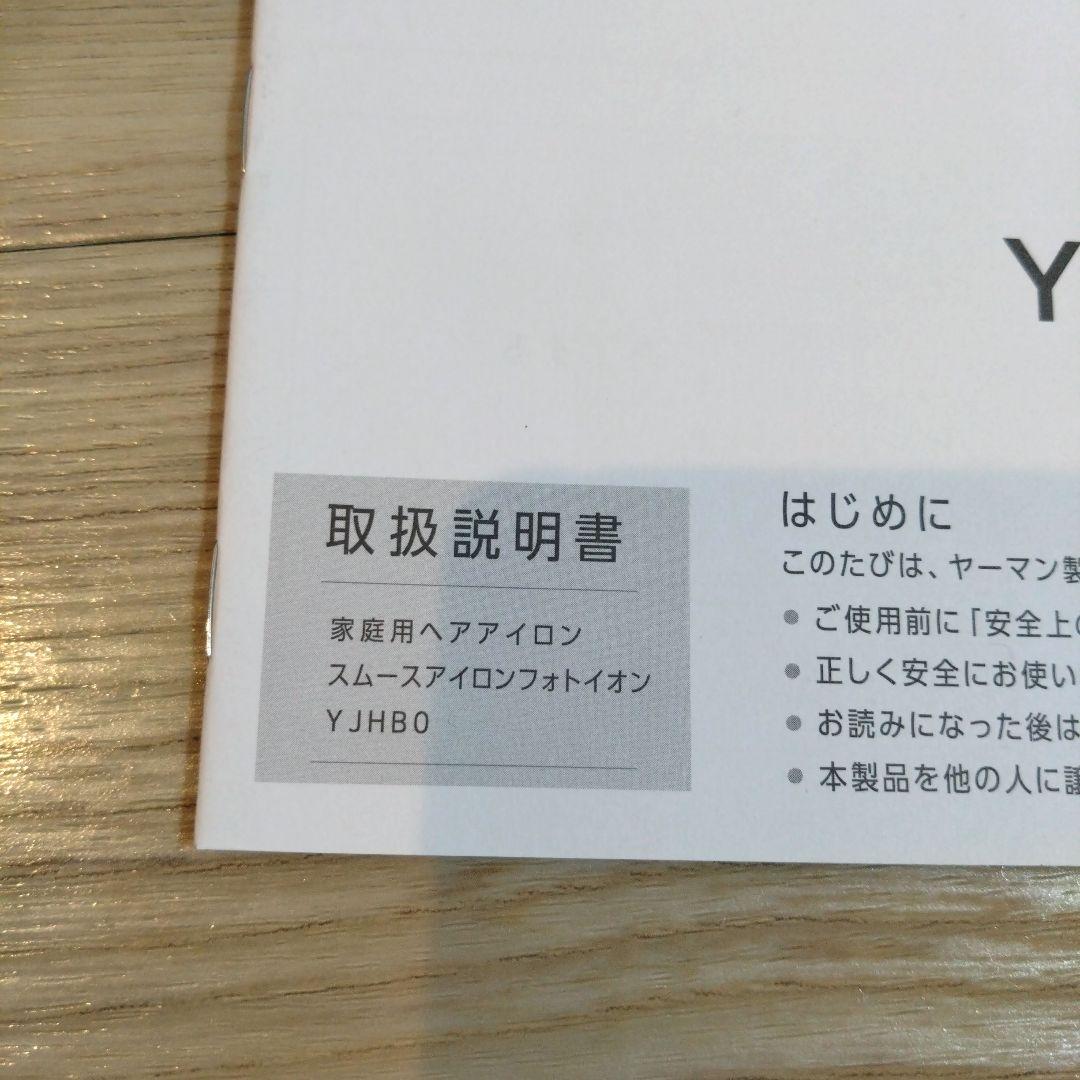 Y
取扱説明書
家庭用ヘアアイロン
スムースアイロンフォトイオン
YJHB0
はじめに
このたびは、ヤーマン製
● ご使用前に「安全上の
● 正しく安全にお使い
● お読みになった後は
● 本製品を他の人に譲